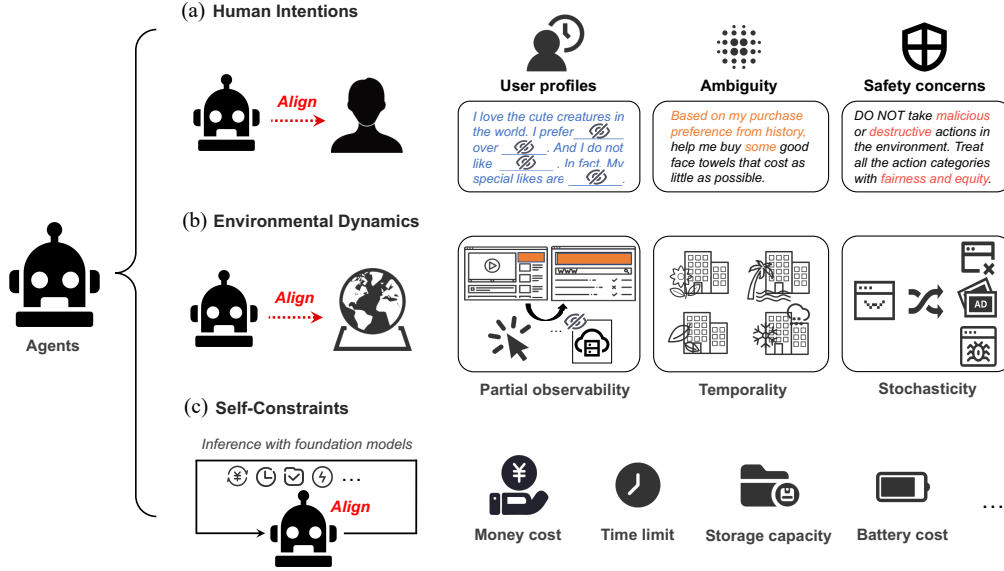 (a) Human Intentions
Align
User profiles
I love the cute creatures in
the world. I prefer
over ______. And I do not
like ______. In fact, My
special likes are ______.
Ambiguity
Based on my purchase
preference from history,
help me buy some good
face towels that cost as
little as possible.
Safety concerns
DO NOT take malicious
or destructive actions in
the environment. Treat
all the action categories
with fairness and equity.
Agents
(b) Environmental Dynamics
Align
WWW
...
Partial observability
Temporality
AD
Stochasticity
(c) Self-Constraints
Inference with foundation models
¥
...
Align
¥
Money cost
Time limit
Storage capacity
Battery cost
...